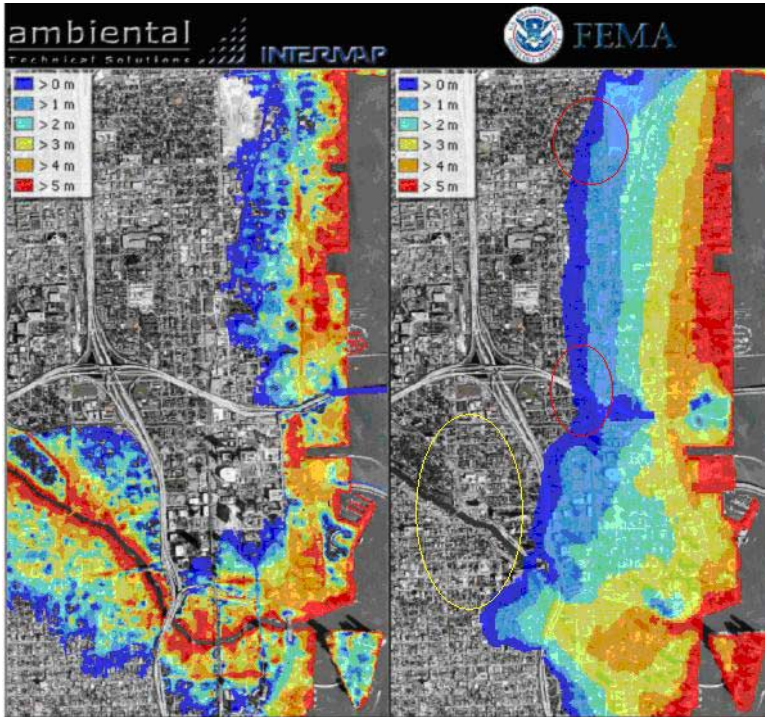 ambiental
Technical Solutions
INTERMAP
FEMA
> 0 m
> 1 m
> 2 m
> 3 m
> 4 m
> 5 m
> 0 m
> 1 m
> 2 m
> 3 m
> 4 m
> 5 m